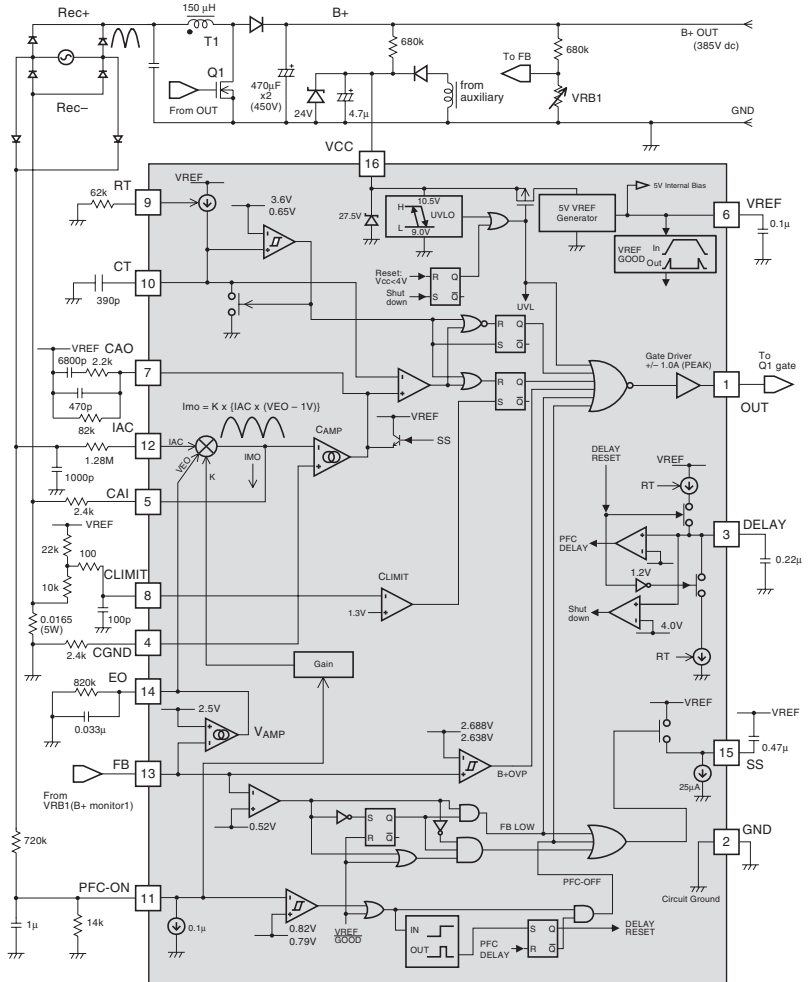 Rec+
150 µH
T1
B+
680k
680k
B+ OUT
(385V dc)
To FB
Q1
From OUT
470µF
x2
(450V)
24V
4.7µ
from
auxiliary
VRB1
Rec–
GND
VCC
16
RT
9
62k
VREF
3.6V
0.65V
27.5V
10.5V
H
UVLO
L
9.0V
5V VREF
Generator
5V Internal Bias
6
VREF
0.1µ
VREF
GOOD
In
Out
CT
10
390p
Reset:
Vcc<4V
Shut
down
R Q
S Q
UVL
R Q
S Q
VREF
CAO
6800p
2.2k
7
470p
82k
R Q
S Q
Gate Driver
+/– 1.0A (PEAK)
To
Q1 gate
1
OUT
Imo = K x {IAC x (VEO – 1V)}
VREF
SS
IAC
12
IAC
1.28M
1000p
VEO
K
IMO
CAMP
DELAY
RESET
VREF
RT
CAI
5
2.4k
VREF
22k
100
10k
CLIMIT
8
100p
1.3V
CLIMIT
PFC
DELAY
3
DELAY
0.22µ
1.2V
Shut
down
4.0V
RT
0.0165
(5W)
CGND
4
2.4k
Gain
EO
14
820k
0.033µ
2.5V
VAMP
2.688V
2.638V
B+OVP
VREF
VREF
0.47µ
15
SS
25µA
FB
13
From
VRB1(B+ monitor1)
0.52V
S Q
R Q
FB LOW
GND
2
Circuit Ground
720k
PFC-OFF
PFC-ON
11
1µ
14k
0.1µ
0.82V
0.79V
VREF
GOOD
IN
OUT
PFC
DELAY
S Q
R Q
DELAY
RESET